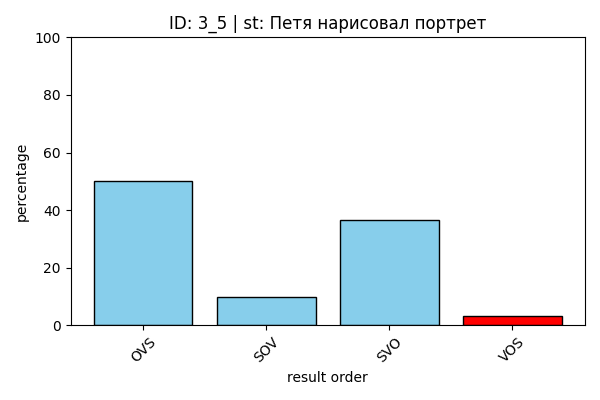 ID: 3_5 | st: Петя нарисовал портрет
100
80
60
40
20
0
percentage
OVS
SOV
SVO
VOS
result order